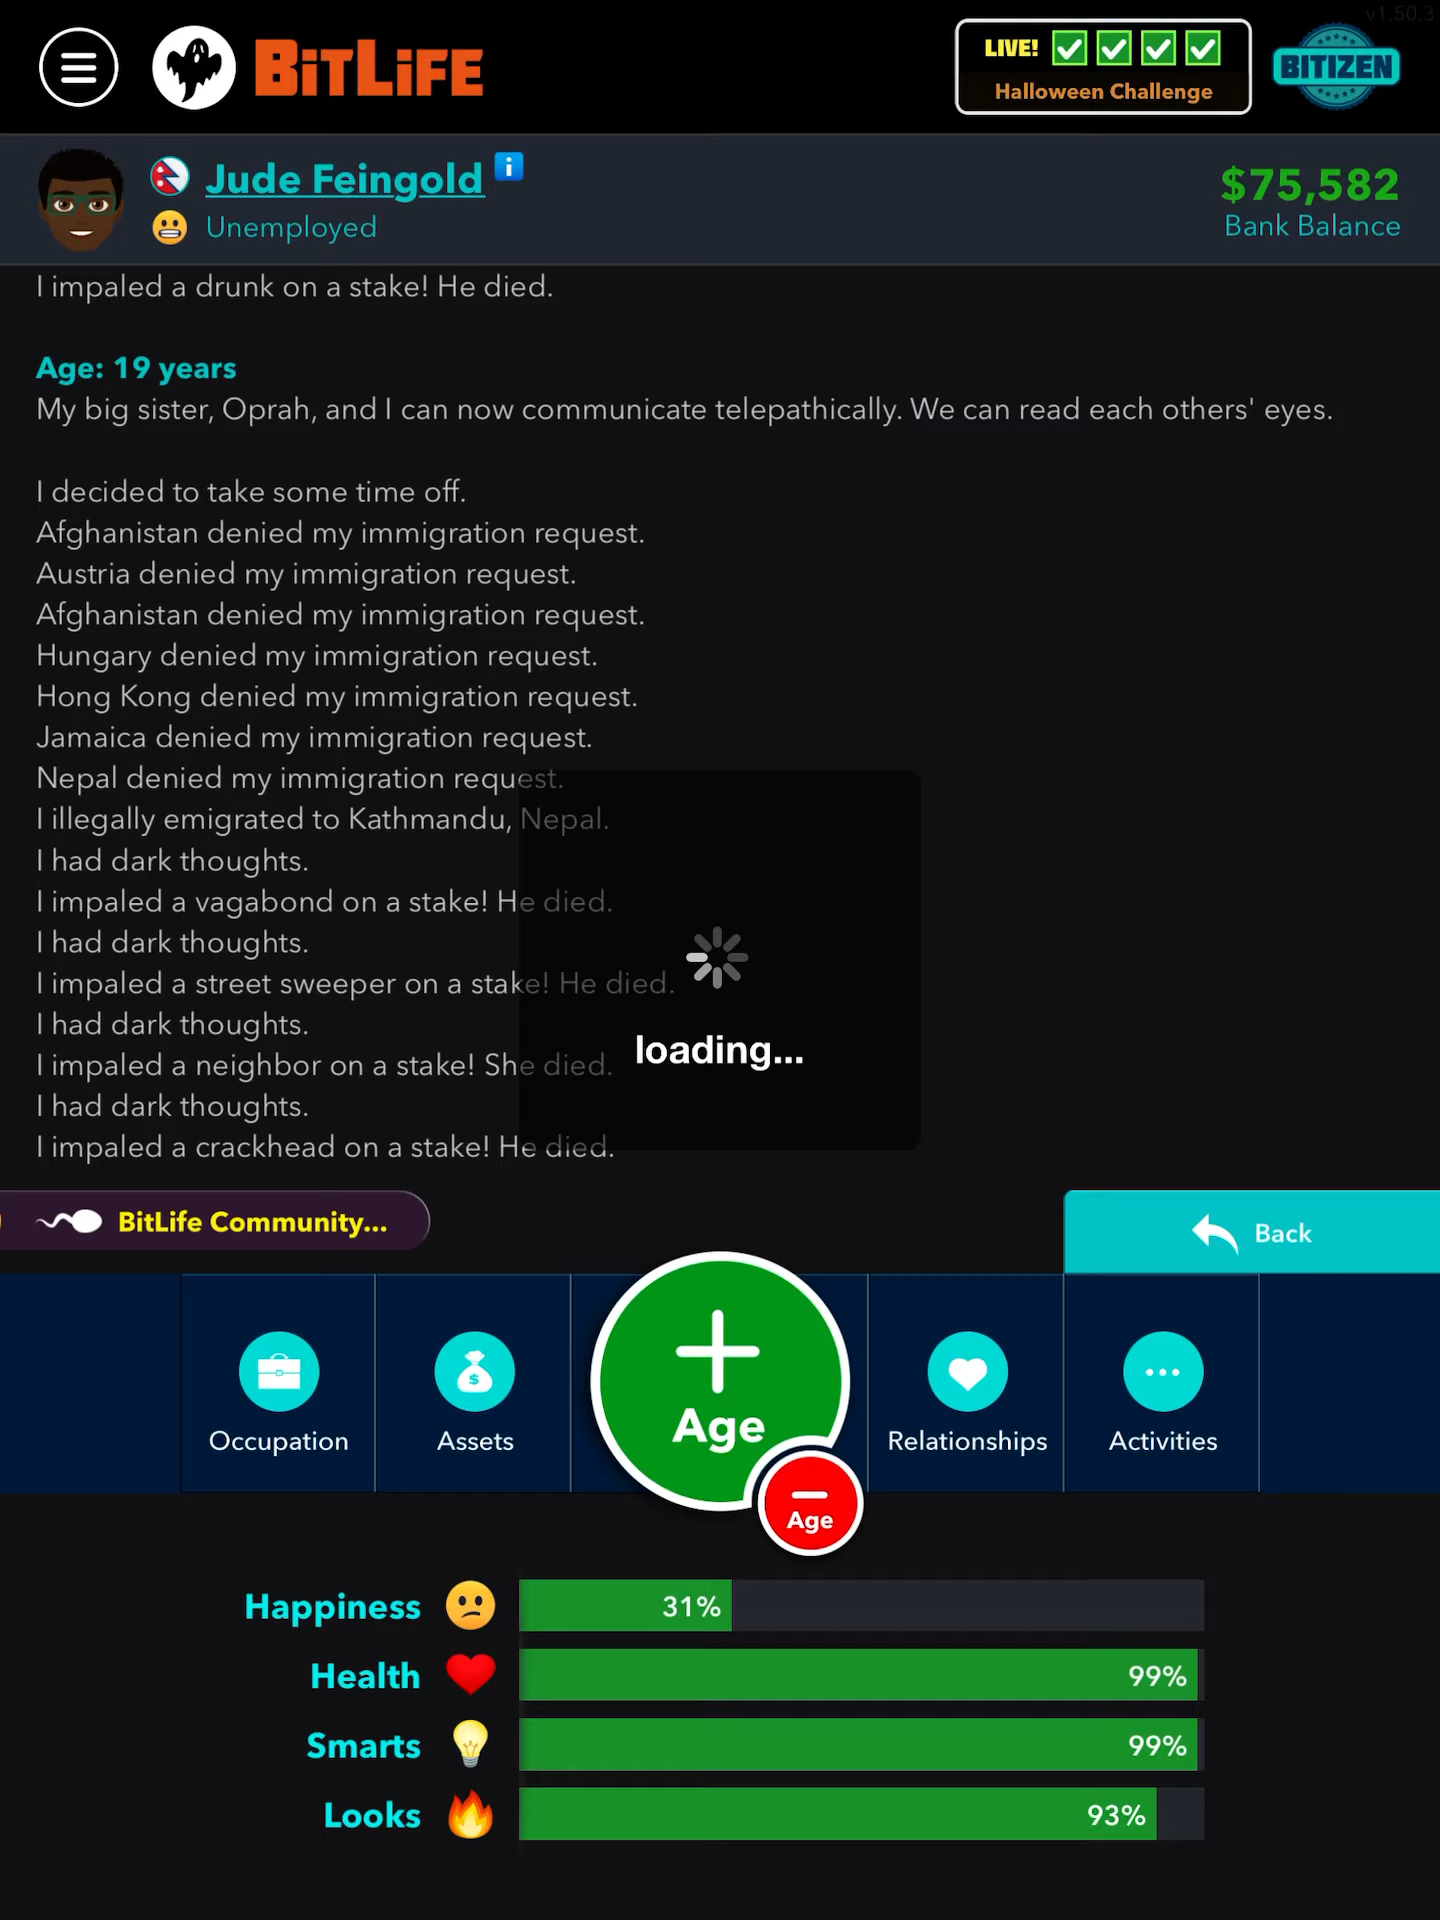 v1.50.3
BITLIFE
LIVE!
Halloween Challenge
BITIZEN
Jude Feingold
Unemployed
$75,582
Bank Balance
I impaled a drunk on a stake! He died.
Age: 19 years
My big sister, Oprah, and I can now communicate telepathically. We can read each others' eyes.
I decided to take some time off.
Afghanistan denied my immigration request.
Austria denied my immigration request.
Afghanistan denied my immigration request.
Hungary denied my immigration request.
Hong Kong denied my immigration request.
Jamaica denied my immigration request.
Nepal denied my immigration request.
I illegally emigrated to Kathmandu, Nepal.
I had dark thoughts.
I impaled a vagabond on a stake! He died.
I had dark thoughts.
I impaled a street sweeper on a stake! He died.
I had dark thoughts.
I impaled a neighbor on a stake! She died.
I had dark thoughts.
I impaled a crackhead on a stake! He died.
loading...
BitLife Community...
Back
Occupation
Assets
Age
Age
Relationships
Activities
Happiness 31%
Health 99%
Smarts 99%
Looks 93%